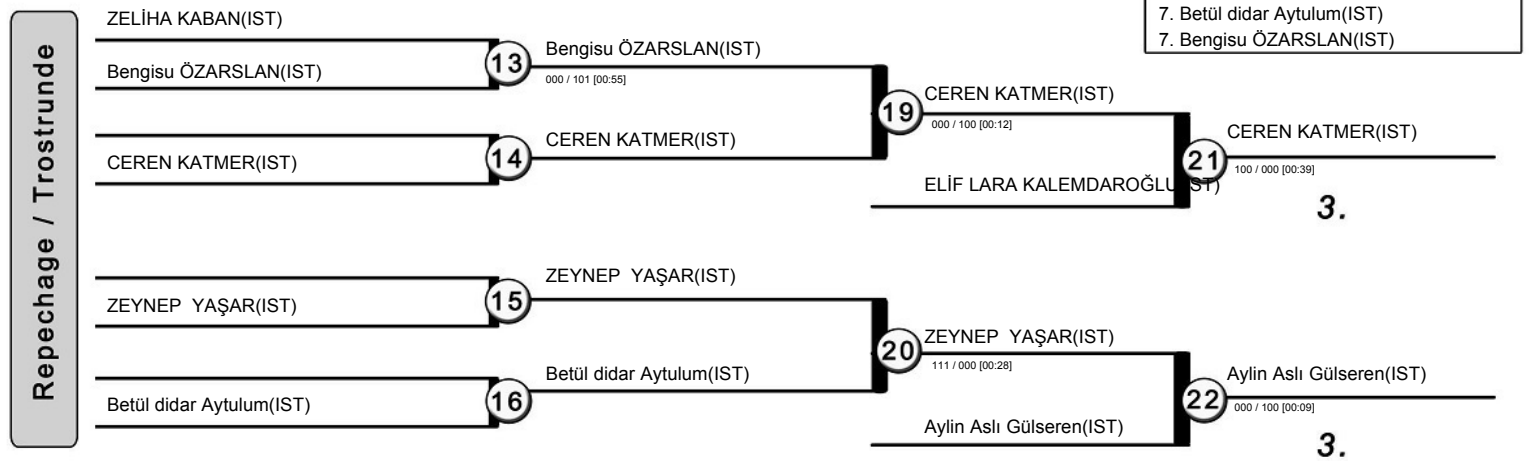 Repechage / Trostrunde
7. Betül didar Aytulum(IST)
7. Bengisu ÖZARSLAN(IST)
ZELİHA KABAN(IST)
Bengisu ÖZARSLAN(IST)
13
Bengisu ÖZARSLAN(IST)
000 / 101 [00:55]
CEREN KATMER(IST)
14
CEREN KATMER(IST)
19
CEREN KATMER(IST)
000 / 100 [00:12]
ELİF LARA KALEMDAROĞLU ST)
21
CEREN KATMER(IST)
100 / 000 [00:39]
3.
ZEYNEP YAŞAR(IST)
15
ZEYNEP YAŞAR(IST)
Betül didar Aytulum(IST)
16
Betül didar Aytulum(IST)
20
ZEYNEP YAŞAR(IST)
111 / 000 [00:28]
Aylin Aslı Gülseren(IST)
22
Aylin Aslı Gülseren(IST)
000 / 100 [00:09]
3.